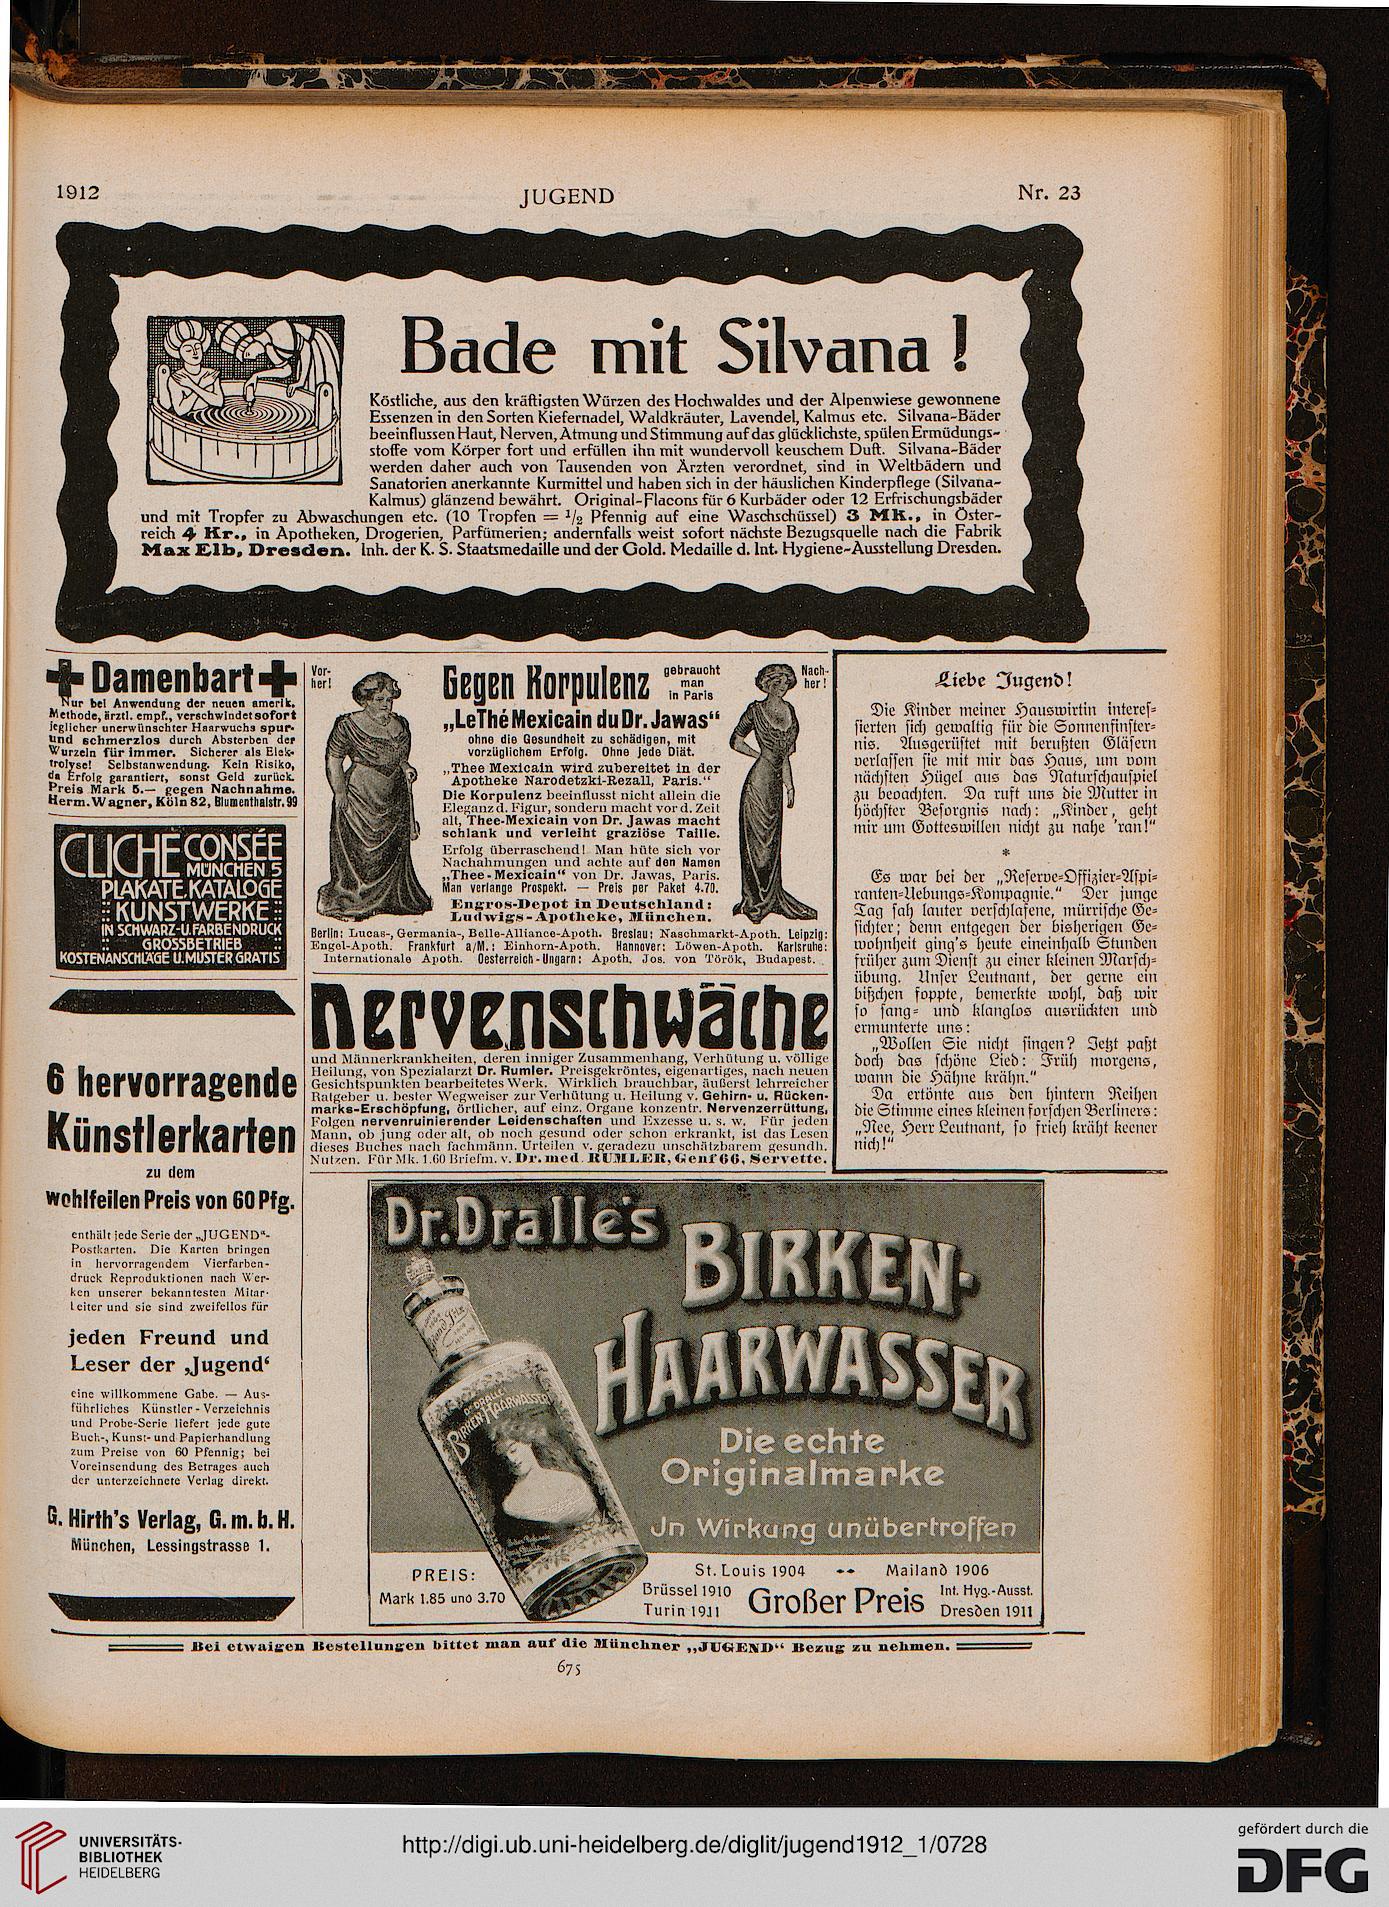 1912
JUGEND
Nr. 23
Bade mit Silvana!
Köstliche, aus den kräftigsten Würzen des Hochwaldes und der Alpenwiese gewonnene
Essenzen in den Sorten Kiefernadel, Waldkräuter, Lavendel, Kalmus etc. Silvana-Bäder
beeinflussen Haut, Nerven, Atmung und Stimmung auf das glücklichste, spülen Ermüdungs-
stoffe vom Körper fort und erfüllen ihn mit wundervoll keuschem Duft. Silvana-Bäder
werden daher auch von Tausenden von Ärzten verordnet, sind in Weltbädern und
Sanatorien anerkannte Kurmittel und haben sich in der häuslichen Kinderpflege (Silvana-
Kalmus) glänzend bewährt. Original-Flacons für 6 Kurbäder oder 12 Erfrischungsbäder
und mit Tropfer zu Abwaschungen etc. (10 Tropfen = 1/2 Pfennig auf eine Waschschüssel) 3 Mk., in Öster-
reich 4 Kr., in Apotheken, Drogerien, Parfümerien; andernfalls weist sofort nächste Bezugsquelle nach die Fabrik
Max Elb, Dresden. Inh. der K. S. Staatsmedaille und der Gold. Medaille d. Int. Hygiene-Ausstellung Dresden.
Damenbart
Nur bei Anwendung der neuen amerik.
Methode, ärztl. empf., verschwindet sofort
jeglicher unerwünschter Haarwuchs spur-
und schmerzlos durch Absterben der
Wurzeln für immer. Sicherer als Elek-
trolyse! Selbstanwendung. Kein Risiko,
da Erfolg garantiert, sonst Geld zurück.
Preis Mark 5.— gegen Nachnahme.
Herm. Wagner, Köln 82, Blumenthalstr. 99
CLICHÉ CONSÉE
MÜNCHEN 5
PLAKATE.KATALOGE
:: KUNSTWERKE ::
IN SCHWARZ-U.FARBENDRUCK
:: GROSSBETRIEB ::
KOSTENANSCHLÄGE U.MUSTER GRATIS
6 hervorragende
Künstlerkarten
zu dem
wohlfeilen Preis von 60 Pfg.
enthält jede Serie der „JUGEND“-
Postkarten. Die Karten bringen
in hervorragendem Vierfarben-
druck Reproduktionen nach Wer-
ken unserer bekanntesten Mitar-
beiter und sie sind zweifellos für
jeden Freund und
Leser der ‚Jugend‘
eine willkommene Gabe. — Aus-
führliches Künstler-Verzeichnis
und Probe-Serie liefert jede gute
Buch-, Kunst- und Papierhandlung
zum Preise von 60 Pfennig; bei
Voreinsendung des Betrages auch
der unterzeichnete Verlag direkt.
G. Hirth's Verlag, G. m. b. H.
München, Lessingstrasse 1.
Vor-
her!
Gegen Korpulenz
gebraucht
man
in Paris
Nach-
her!
„LeThé Mexicain du Dr. Jawas“
ohne die Gesundheit zu schädigen, mit
vorzüglichem Erfolg. Ohne jede Diät.
„Thee Mexicain wird zubereitet in der
Apotheke Narodetzki-Rezall, Paris.“
Die Korpulenz beeinflusst nicht allein die
Eleganz d. Figur, sondern macht vor d. Zeit
alt, Thee-Mexicain von Dr. Jawas macht
schlank und verleiht graziöse Taille.
Erfolg überraschend! Man hüte sich vor
Nachahmungen und achte auf den Namen
„Thee-Mexicain“ von Dr. Jawas, Paris.
Man verlange Prospekt. — Preis per Paket 4.70.
Engros-Depot in Deutschland:
Ludwigs-Apotheke, München.
Berlin: Lucas-, Germania-, Belle-Alliance-Apoth. Breslau: Naschmarkt-Apoth. Leipzig:
Engel-Apoth. Frankfurt a/M.: Einhorn-Apoth. Hannover: Löwen-Apoth. Karlsruhe:
Internationale Apoth. Oesterreich-Ungarn: Apoth. Jos. von Török, Budapest.
Nervenschwäche
und Männerkrankheiten, deren inniger Zusammenhang, Verhütung u. völlige
Heilung, von Spezialarzt Dr. Rumler. Preisgekröntes, eigenartiges, nach neuen
Gesichtspunkten bearbeitetes Werk. Wirklich brauchbar, äußerst lehrreicher
Ratgeber u. bester Wegweiser zur Verhütung u. Heilung v. Gehirn- u. Rücken-
marks-Erschöpfung, örtlicher, auf einz. Organe konzentr. Nervenzerrüttung,
Folgen nervenruinierender Leidenschaften und Exzesse u. s. w. Für jeden
Mann, ob jung oder alt, ob noch gesund oder schon erkrankt, ist das Lesen
dieses Buches nach fachmänn. Urteilen v. geradezu unschätzbarem gesundh.
Nutzen. Für Mk. 1.60 Briefm. v. Dr. med. RUMLER, Genf 66, Servette.
Liebe Jugend!
Die Kinder meiner Hauswirtin interes-
sierten sich gewaltig für die Sonnenfinster-
nis. Ausgerüstet mit berußten Gläsern
verlassen sie mit mir das Haus, um vom
nächsten Hügel aus das Naturschauspiel
zu beoachten. Da ruft uns die Mutter in
höchster Besorgnis nach: „Kinder, geht
mir um Gotteswillen nicht zu nahe 'ran!“
*
Es war bei der „Reserve-Offizier-Aspi-
ranten-Uebungs-Kompagnie.“ Der junge
Tag sah lauter verschlafene, mürrische Ge-
sichter; denn entgegen der bisherigen Ge-
wohnheit ging's heute eineinhalb Stunden
früher zum Dienst zu einer kleinen Marsch-
übung. Unser Leutnant, der gerne ein
bißchen foppte, bemerkte wohl, daß wir
so sang- und klanglos ausrückten und
ermunterte uns:
„Wollen Sie nicht singen? Jetzt paßt
doch das schöne Lied: Früh morgens,
wann die Hähne krähn.“
Da ertönte aus den hintern Reihen
die Stimme eines kleinen forschen Berliners:
„Nee, Herr Leutnant, so frieh kräht keener
nich!“
Dr. Dralle's
BIRKEN-
HAARWASSER
Dr. DRALLE
BIRKEN-HAARWASSER
Die echte
Originalmarke
Jn Wirkung unübertroffen
PREIS:
Mark 1.85 und 3.70
St. Louis 1904 Mailand 1906
Brüssel 1910
Turin 1911
Großer Preis
Int. Hyg.-Ausst.
Dresden 1911
Bei etwaigen Bestellungen bittet man auf die Münchner „JUGEND“ Bezug zu nehmen.
675
UNIVERSITÄTS-
BIBLIOTHEK
HEIDELBERG
http://digi.ub.uni-heidelberg.de/diglit/jugend1912_1/0728
gefördert durch die
DFG